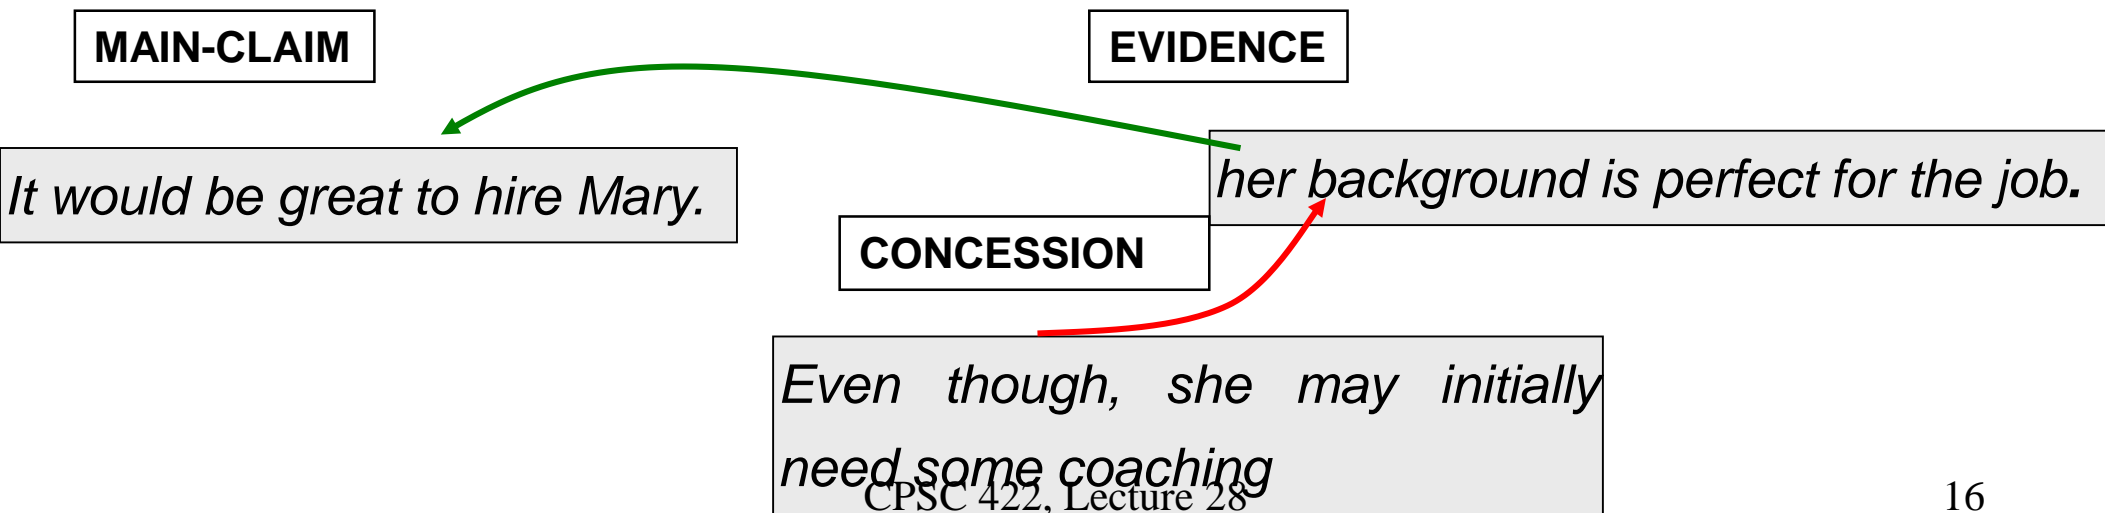 MAIN-CLAIM
EVIDENCE
It would be great to hire Mary.
her background is perfect for the job.
CONCESSION
Even though, she may initially
need some coaching
CPSC 422, Lecture 28
16